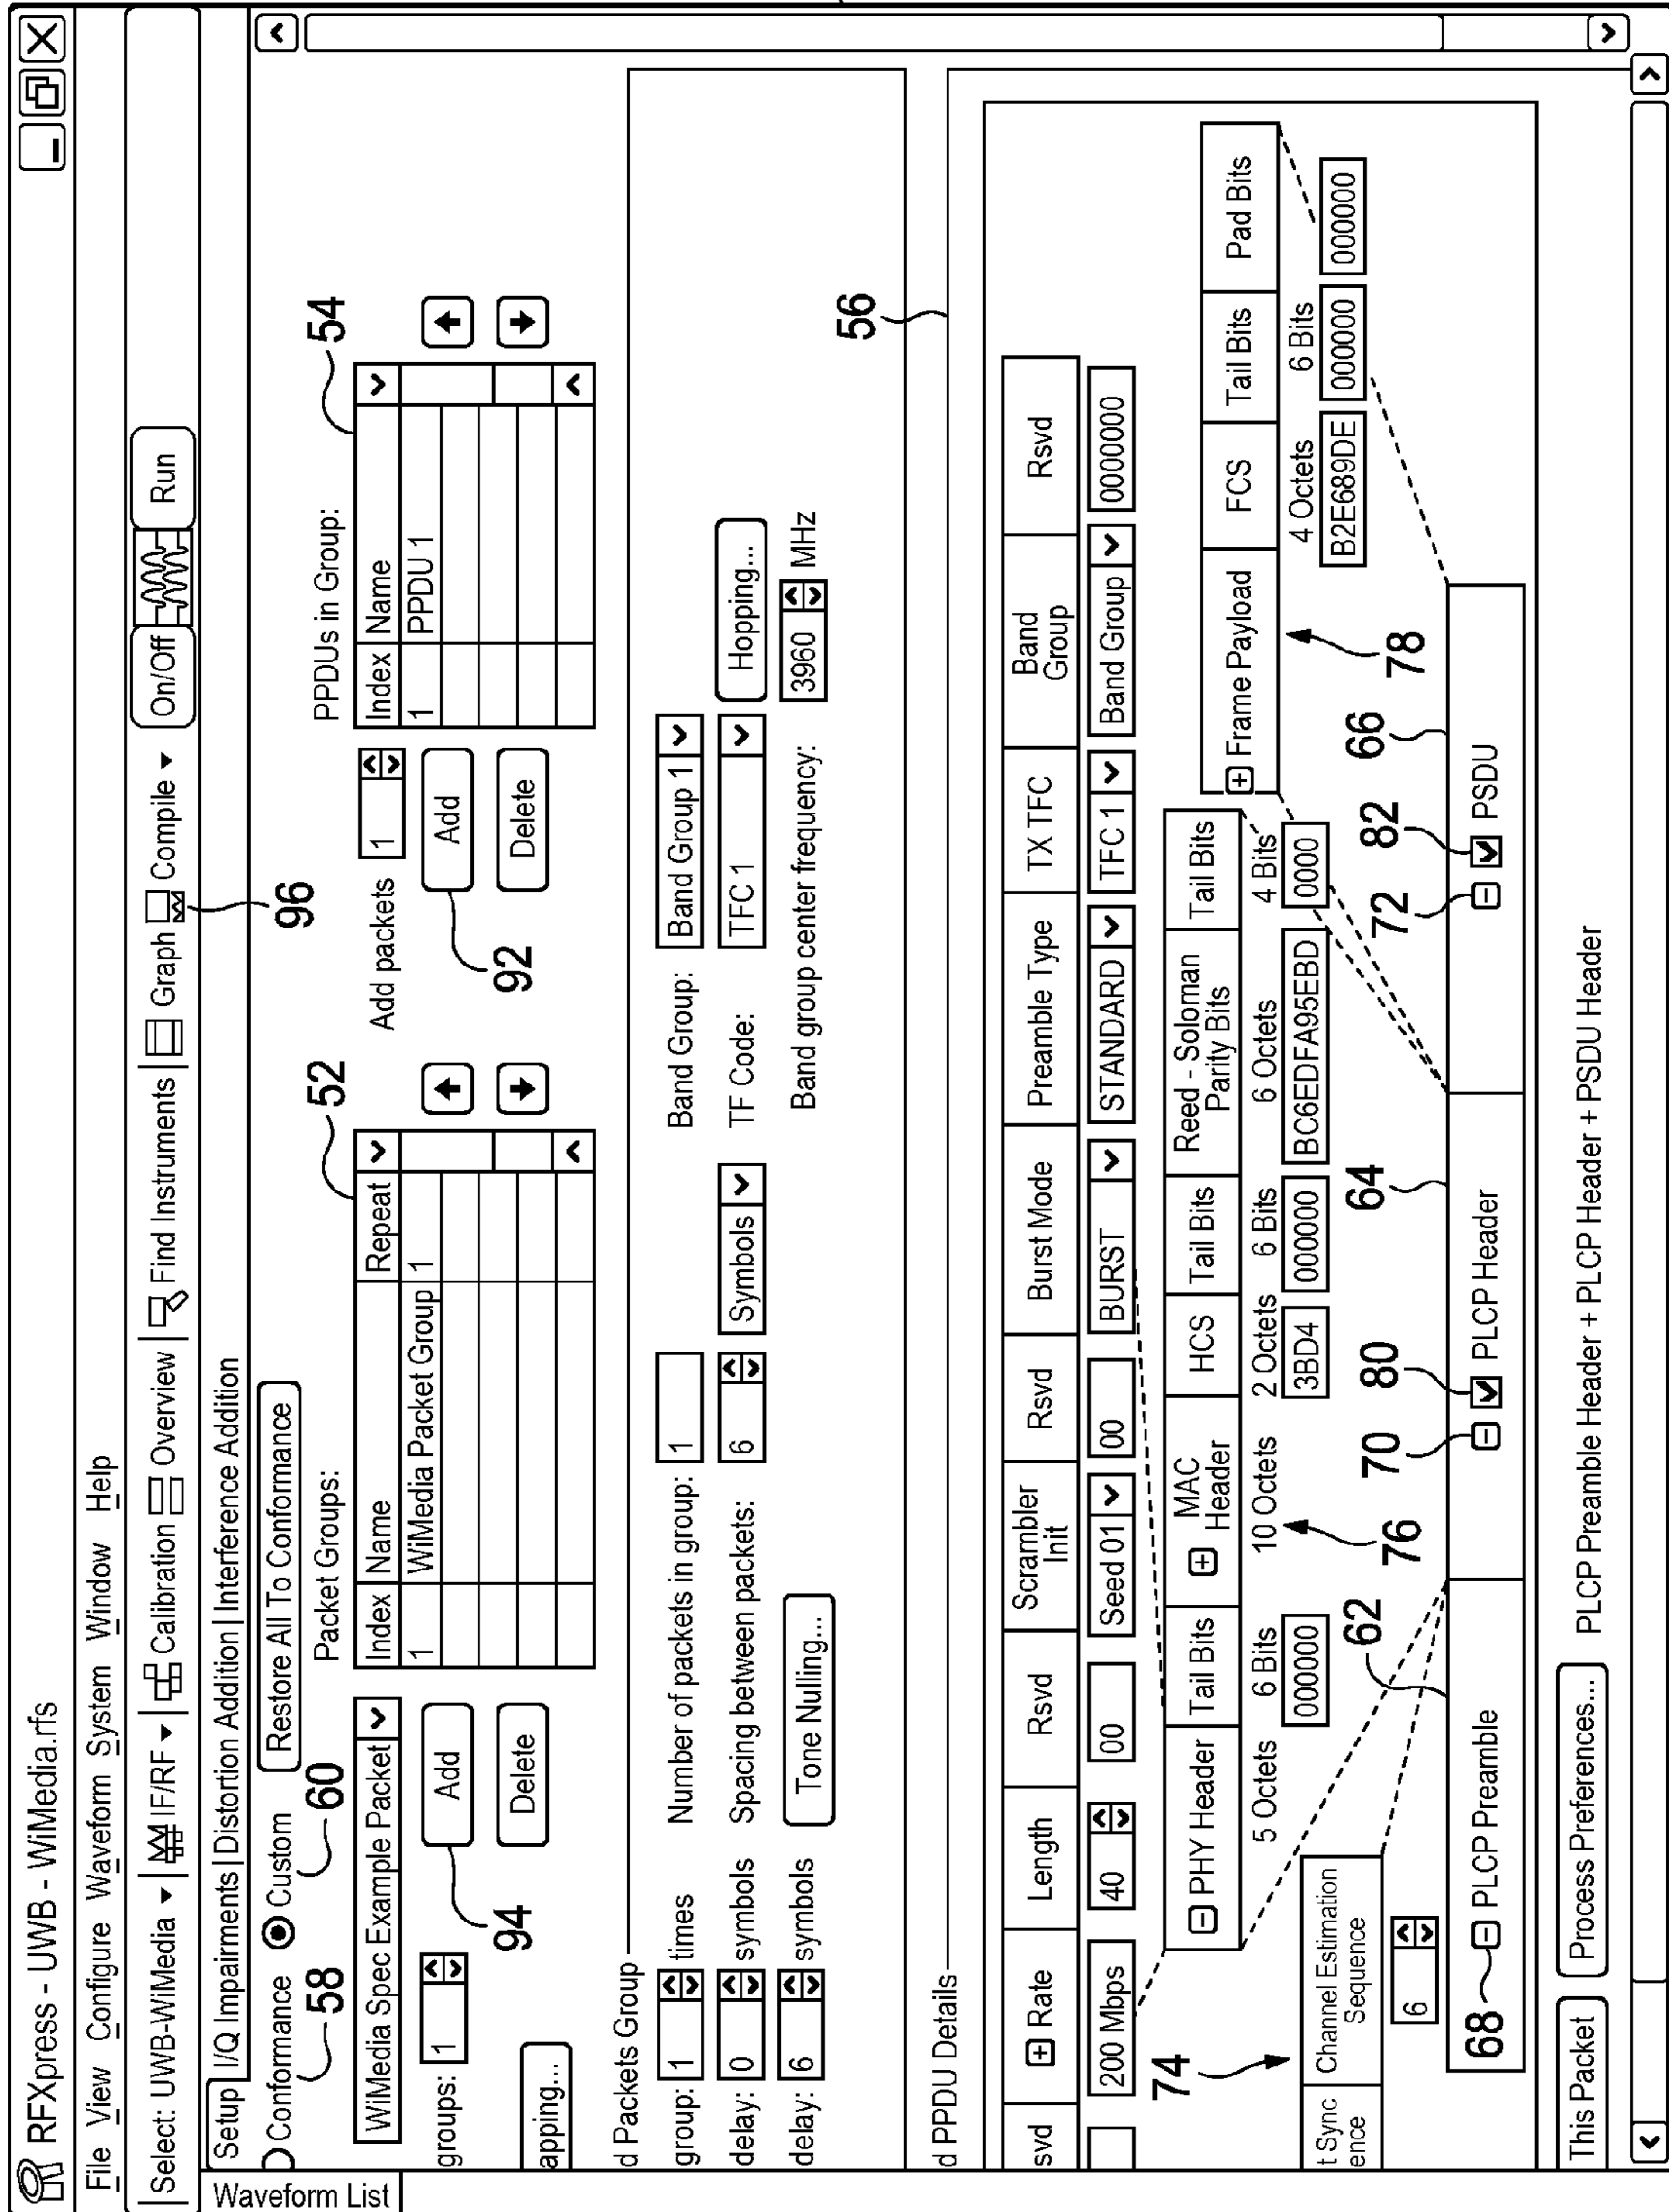 RFXpress - UWB - WiMedia.rfs
File View Configure Waveform System Window Help
Select: UWB-WiMedia IF/RF Calibration Overview Find Instruments Graph Compile On/Off Run
96
Waveform List
Setup I/Q Impairments Distortion Addition Interference Addition
Conformance Custom Restore All To Conformance
58 60
Packet Groups: 52
PPDUs in Group: 54
WiMedia Spec Example Packet
Index Name Repeat
1 WiMedia Packet Group 1 1
Add packets 1
Index Name
1 PPDU 1
groups: 1
Add
Delete
94
Add
Delete
92
apping...
d Packets Group
group: 1 times Number of packets in group: 1 Band Group: Band Group 1
delay: 0 symbols Spacing between packets: 6 Symbols TF Code: TFC 1 Hopping...
delay: 6 symbols Tone Nulling... Band group center frequency: 3960 MHz
56
d PPDU Details
svd Rate Length Rsvd Scrambler Init Rsvd Burst Mode Preamble Type TX TFC Band Group Rsvd
200 Mbps 40 00 Seed 01 00 BURST STANDARD TFC 1 Band Group 0000000
74
PHY Header Tail Bits MAC Header HCS Tail Bits Reed - Soloman Parity Bits Tail Bits
5 Octets 6 Bits 10 Octets 2 Octets 6 Bits 6 Octets 4 Bits
000000 3BD4 000000 BC6EDFA95EBD 0000
Frame Payload FCS Tail Bits Pad Bits
4 Octets 6 Bits
B2E689DE 000000 000000
t Sync ence Channel Estimation Sequence
6
62 76 64 78
68 70 80 72 82 66
PLCP Preamble PLCP Header PSDU
This Packet Process Preferences... PLCP Preamble Header + PLCP Header + PSDU Header